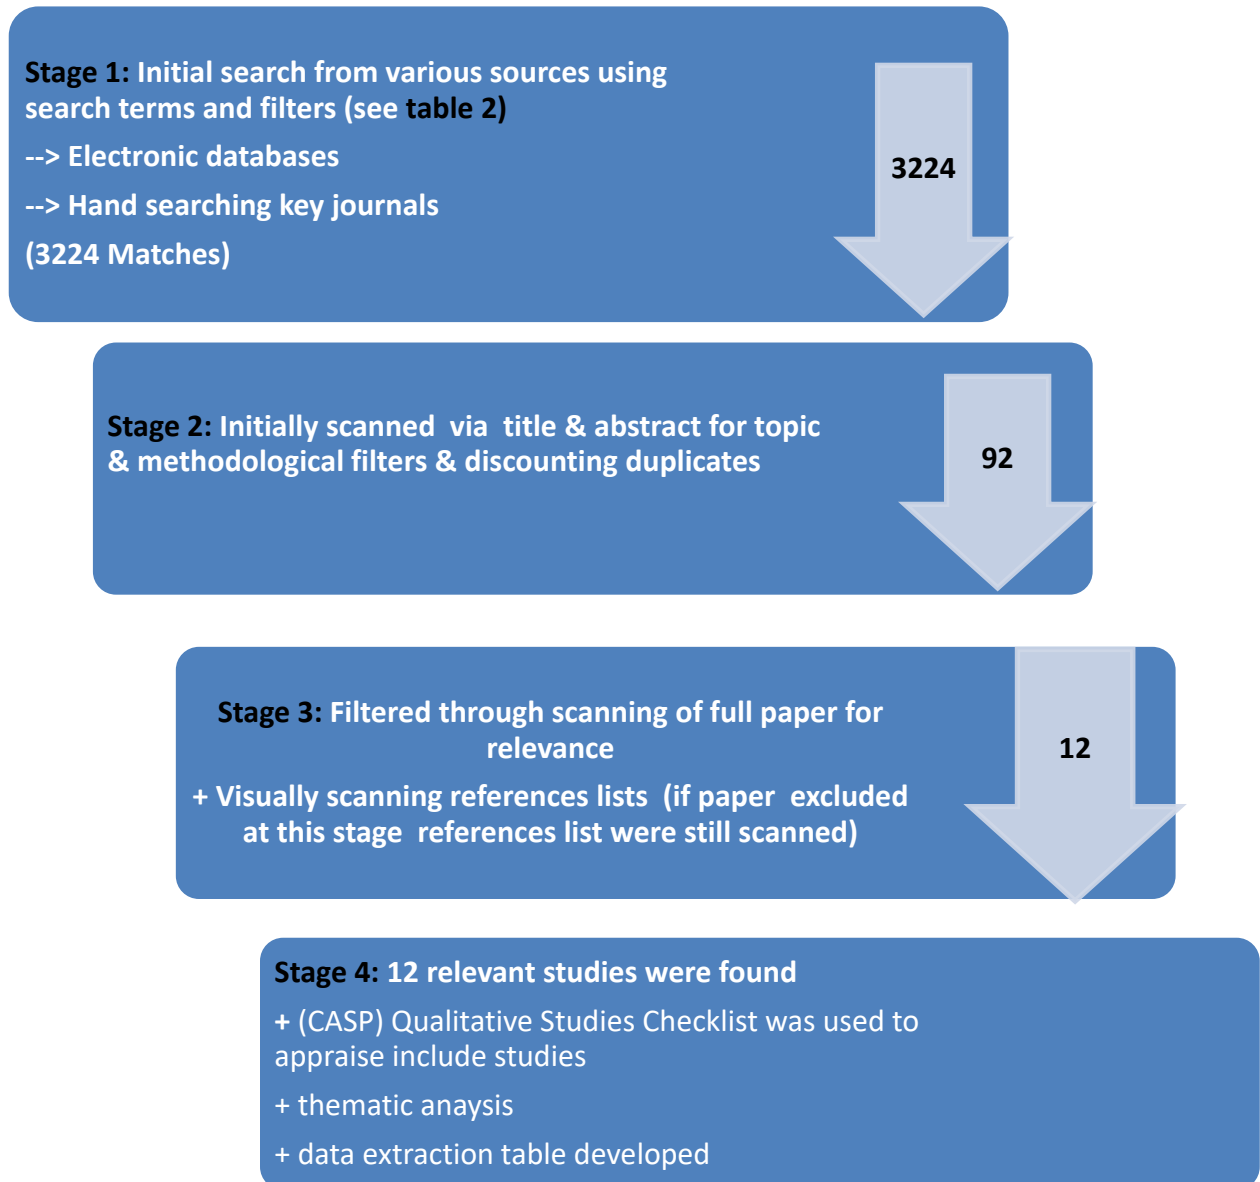 Stage 1: Initial search from various sources using
search terms and filters (see table 2)
--> Electronic databases
--> Hand searching key journals
(3224 Matches)
3224
Stage 2: Initially scanned via title & abstract for topic
& methodological filters & discounting duplicates
92
Stage 3: Filtered through scanning of full paper for
relevance
+ Visually scanning references lists (if paper excluded
at this stage references list were still scanned)
12
Stage 4: 12 relevant studies were found
+ (CASP) Qualitative Studies Checklist was used to
appraise include studies
+ thematic anaysis
+ data extraction table developed